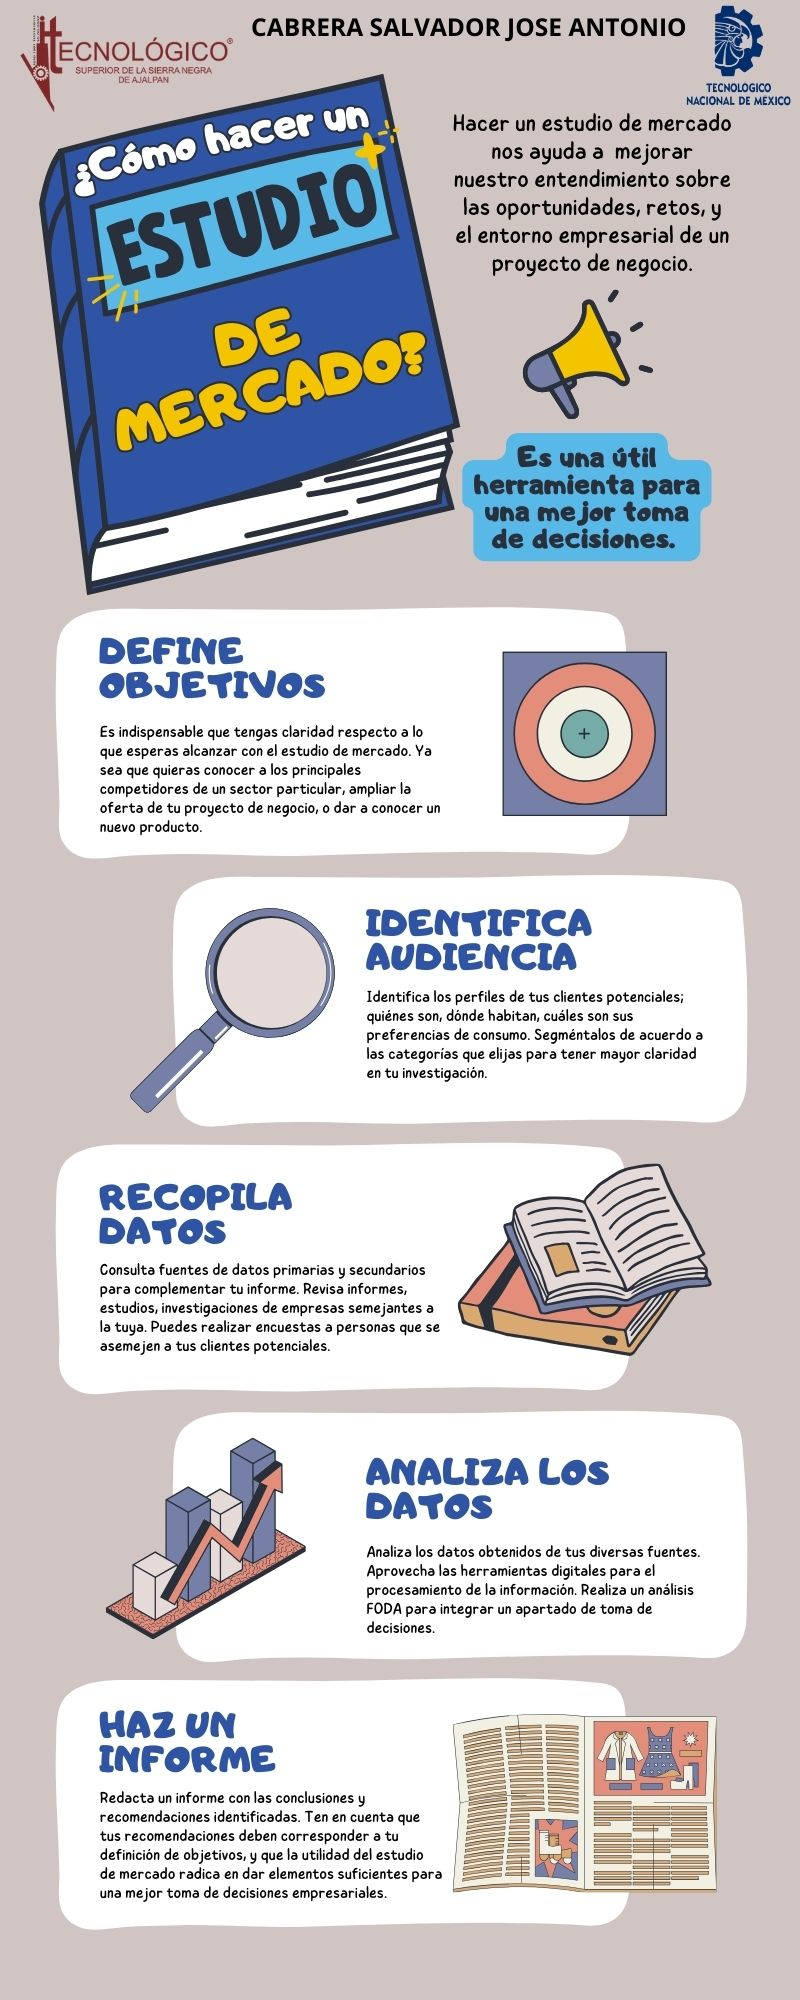 TECNOLÓGICO®
SUPERIOR DE LA SIERRA NEGRA
DE AJALPAN
CABRERA SALVADOR JOSE ANTONIO
TECNOLÓGICO
NACIONAL DE MÉXICO
¿Cómo hacer un
ESTUDIO
DE
MERCADO?
Hacer un estudio de mercado
nos ayuda a mejorar
nuestro entendimiento sobre
las oportunidades, retos, y
el entorno empresarial de un
proyecto de negocio.
Es una útil
herramienta para
una mejor toma
de decisiones.
DEFINE
OBJETIVOS
Es indispensable que tengas claridad respecto a lo
que esperas alcanzar con el estudio de mercado. Ya
sea que quieras conocer a los principales
competidores de un sector particular, ampliar la
oferta de tu proyecto de negocio, o dar a conocer un
nuevo producto.
IDENTIFICA
AUDIENCIA
Identifica los perfiles de tus clientes potenciales;
quiénes son, dónde habitan, cuáles son sus
preferencias de consumo. Segméntalos de acuerdo a
las categorías que elijas para tener mayor claridad
en tu investigación.
RECOPILA
DATOS
Consulta fuentes de datos primarias y secundarios
para complementar tu informe. Revisa informes,
estudios, investigaciones de empresas semejantes a
la tuya. Puedes realizar encuestas a personas que se
asemejen a tus clientes potenciales.
ANALIZA LOS
DATOS
Analiza los datos obtenidos de tus diversas fuentes.
Aprovecha las herramientas digitales para el
procesamiento de la información. Realiza un análisis
FODA para integrar un apartado de toma de
decisiones.
HAZ UN
INFORME
Redacta un informe con las conclusiones y
recomendaciones identificadas. Ten en cuenta que
tus recomendaciones deben corresponder a tu
definición de objetivos, y que la utilidad del estudio
de mercado radica en dar elementos suficientes para
una mejor toma de decisiones empresariales.